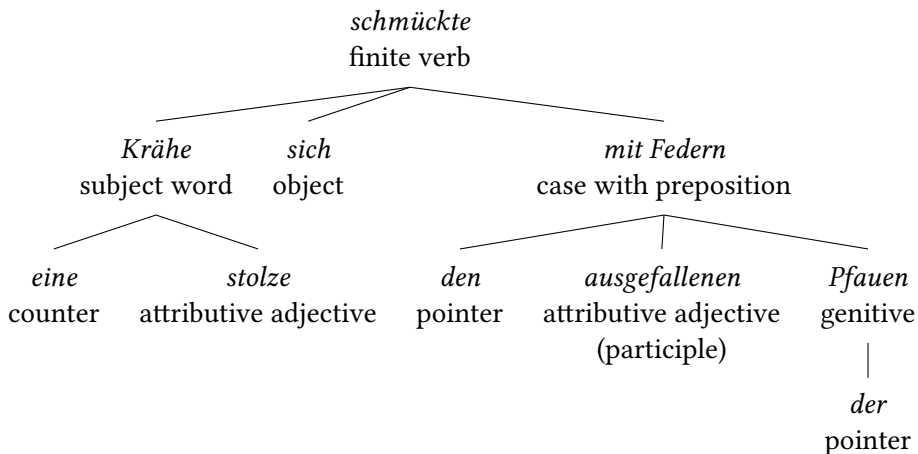 schmückte
finite verb
Krähe sich mit Federn
subject word object case with preposition
eine stolze den ausgefallenen Pfauen
counter attributive adjective pointer attributive adjective genitive
(participle)
der
pointer